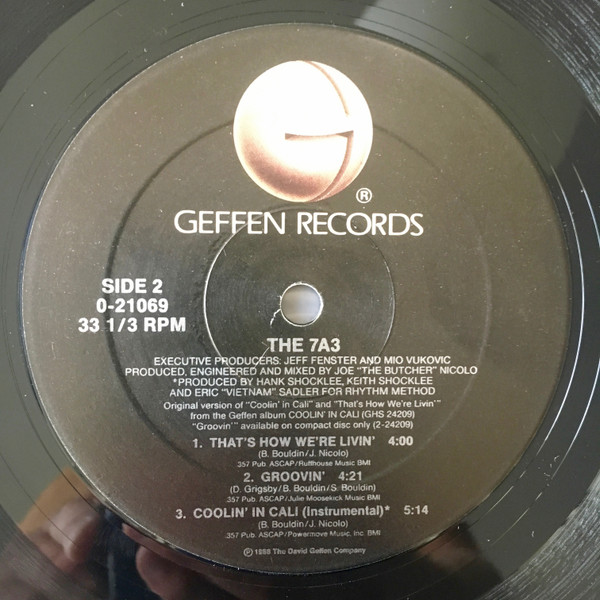 ®
GEFFEN RECORDS
SIDE 2
0-21069
33 1/3 RPM
THE 7A3
EXECUTIVE PRODUCERS: JEFF FENSTER AND MIO VUKOVIC
PRODUCED, ENGINEERED AND MIXED BY JOE "THE BUTCHER" NICOLO
*PRODUCED BY HANK SHOCKLEE, KEITH SHOCKLEE
AND ERIC "VIETNAM" SADLER FOR RHYTHM METHOD
Original version of "Coolin' in Cali" and "That's How We're Livin'"
from the Geffen album COOLIN' IN CALI (GHS 24209)
"Groovin'" available on compact disc only (2-24209)
1. THAT'S HOW WE'RE LIVIN' 4:00
(B. Bouldin/J. Nicolo)
.357 Pub. ASCAP/Ruffhouse Music BMI
2. GROOVIN' 4:21
(D. Grigsby/B. Bouldin/S. Bouldin)
.357 Pub. ASCAP/Julie Moosekick Music BMI
3. COOLIN' IN CALI (Instrumental)* 5:14
(B. Bouldin/J. Nicolo)
.357 Pub. ASCAP/Powermove Music, Inc. BMI
℗ 1988 The David Geffen Company